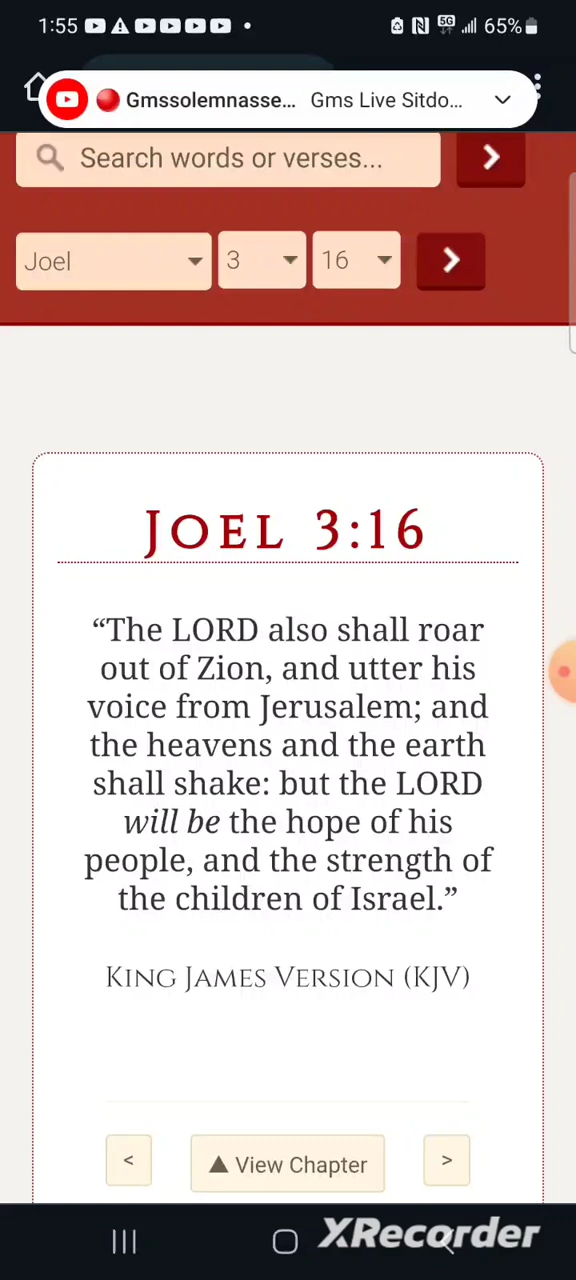 1:55 65%
5G
Gmssolemnasse... Gms Live Sitdo...
Search words or verses...
Joel 3 16
JOEL 3:16
“The LORD also shall roar
out of Zion, and utter his
voice from Jerusalem; and
the heavens and the earth
shall shake: but the LORD
will be the hope of his
people, and the strength of
the children of Israel.”
KING JAMES VERSION (KJV)
< ▲ View Chapter >
XRecorder